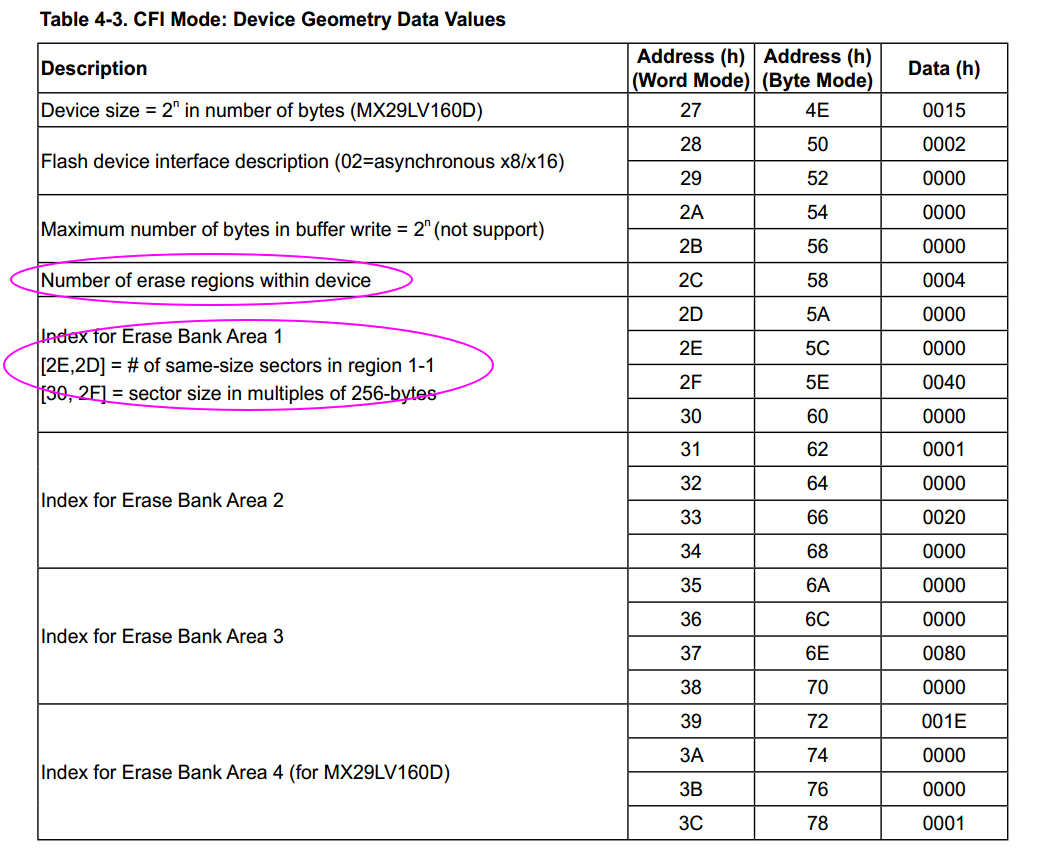 Table 4-3. CFI Mode: Device Geometry Data Values
Description Address (h) (Word Mode) Address (h) (Byte Mode) Data (h)
Device size = 2ⁿ in number of bytes (MX29LV160D) 27 4E 0015
Flash device interface description (02=asynchronous x8/x16) 28 50 0002
29 52 0000
Maximum number of bytes in buffer write = 2ⁿ (not support) 2A 54 0000
2B 56 0000
Number of erase regions within device 2C 58 0004
Index for Erase Bank Area 1
[2E,2D] = # of same-size sectors in region 1-1
[30, 2F] = sector size in multiples of 256-bytes
2D 5A 0000
2E 5C 0000
2F 5E 0040
30 60 0000
Index for Erase Bank Area 2
31 62 0001
32 64 0000
33 66 0020
34 68 0000
Index for Erase Bank Area 3
35 6A 0000
36 6C 0000
37 6E 0080
38 70 0000
Index for Erase Bank Area 4 (for MX29LV160D)
39 72 001E
3A 74 0000
3B 76 0000
3C 78 0001